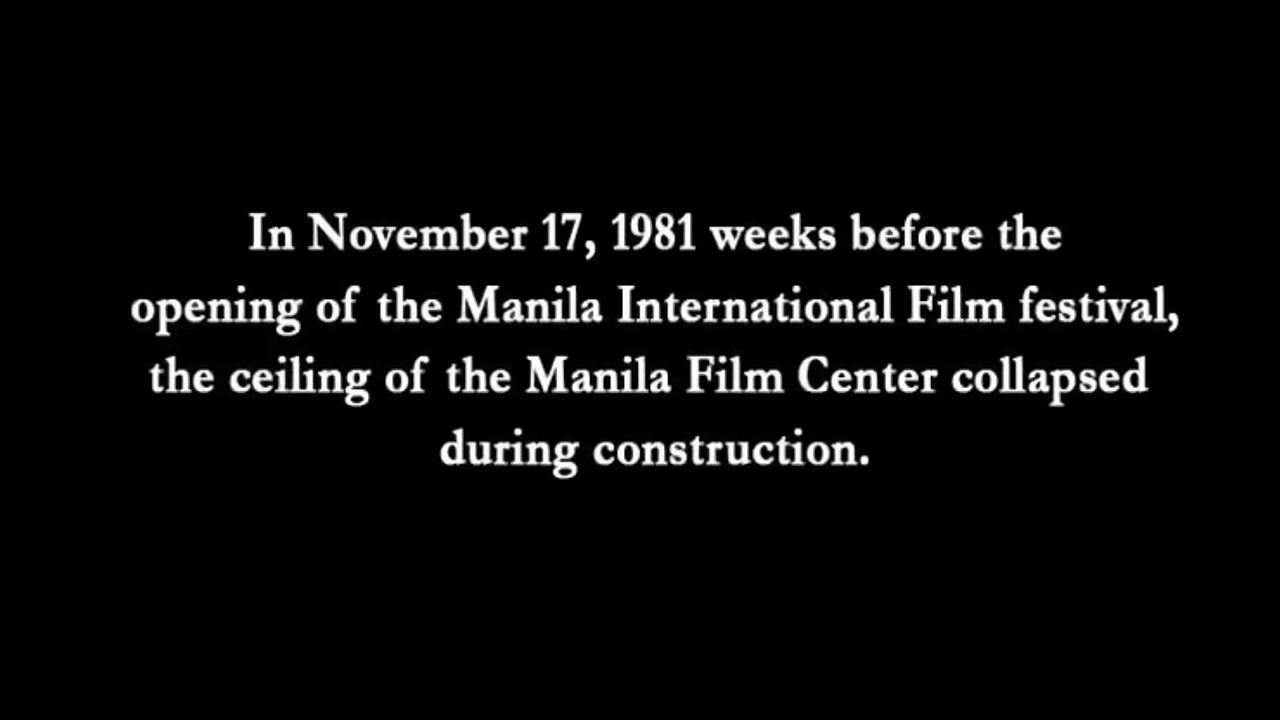 In November 17, 1981 weeks before the
opening of the Manila International Film festival,
the ceiling of the Manila Film Center collapsed
during construction.